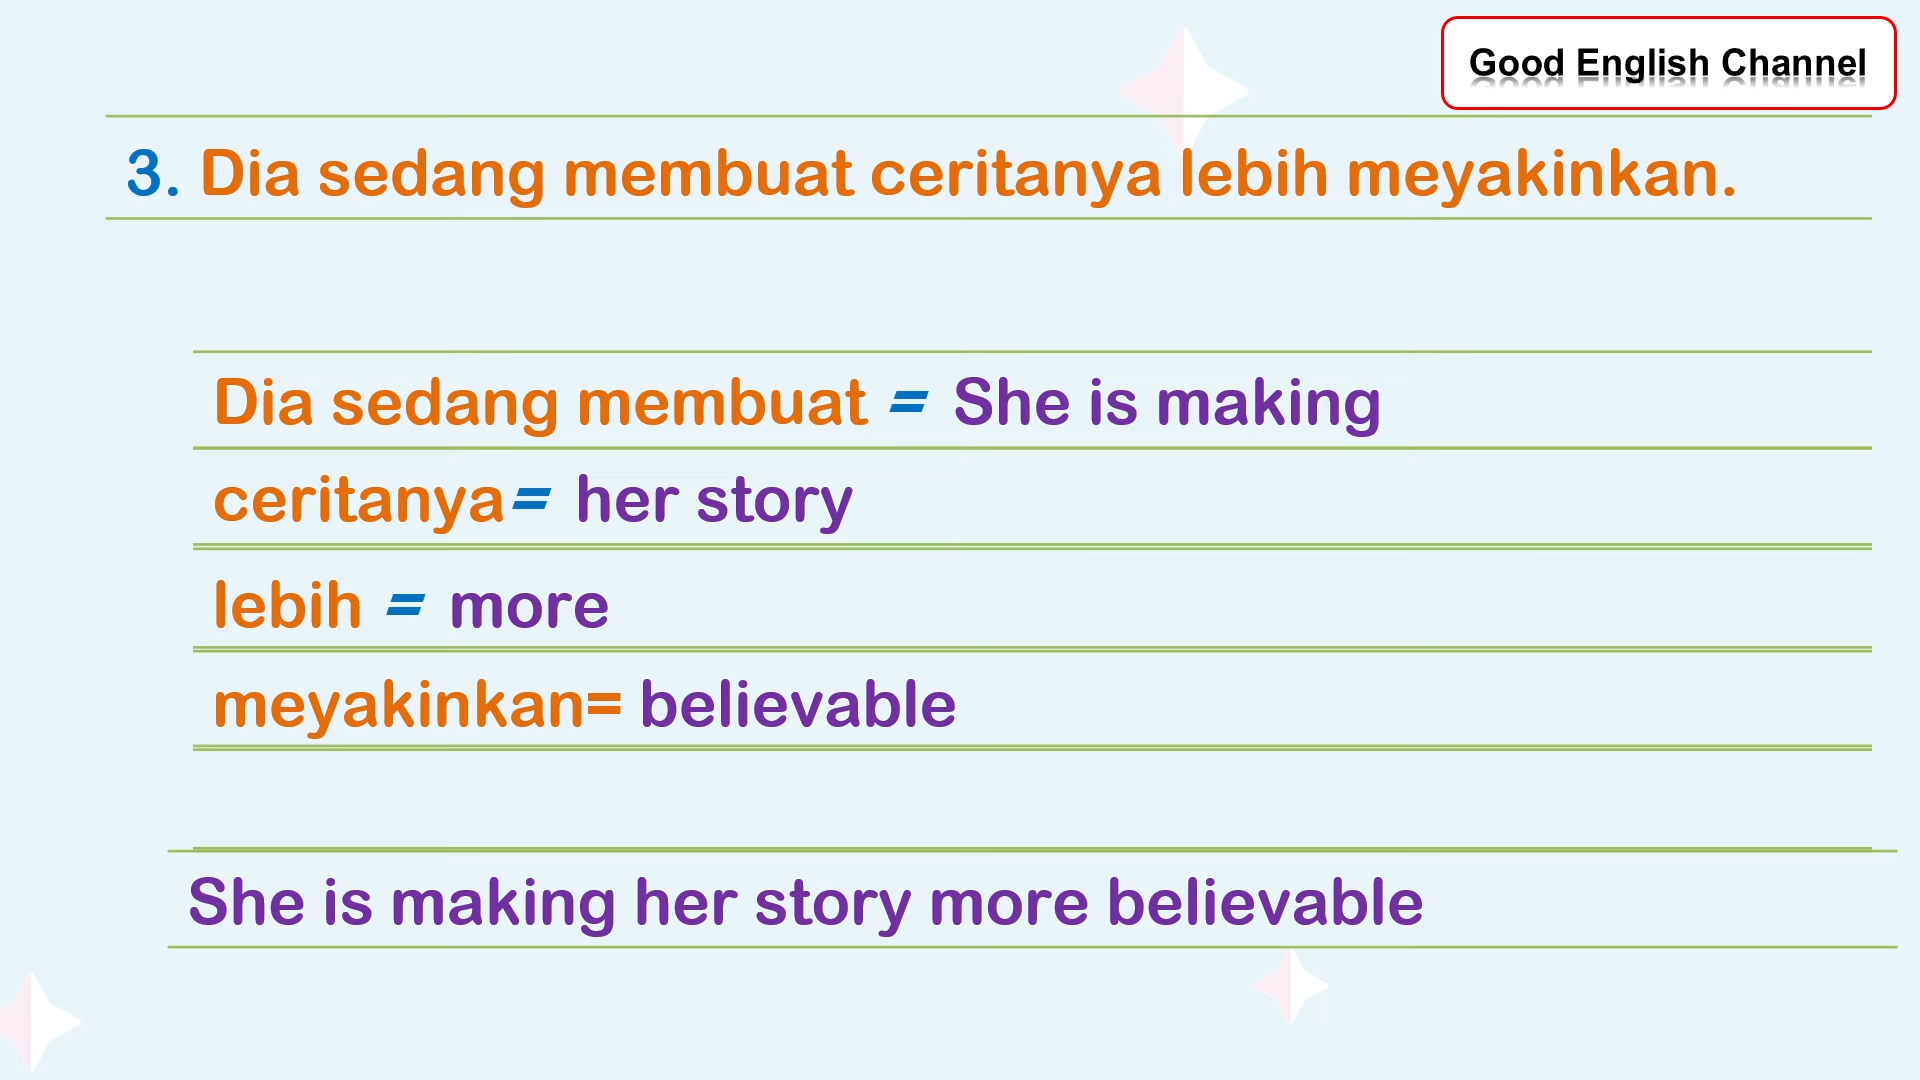 Good English Channel
3. Dia sedang membuat ceritanya lebih meyakinkan.
Dia sedang membuat = She is making
ceritanya= her story
lebih = more
meyakinkan= believable
She is making her story more believable